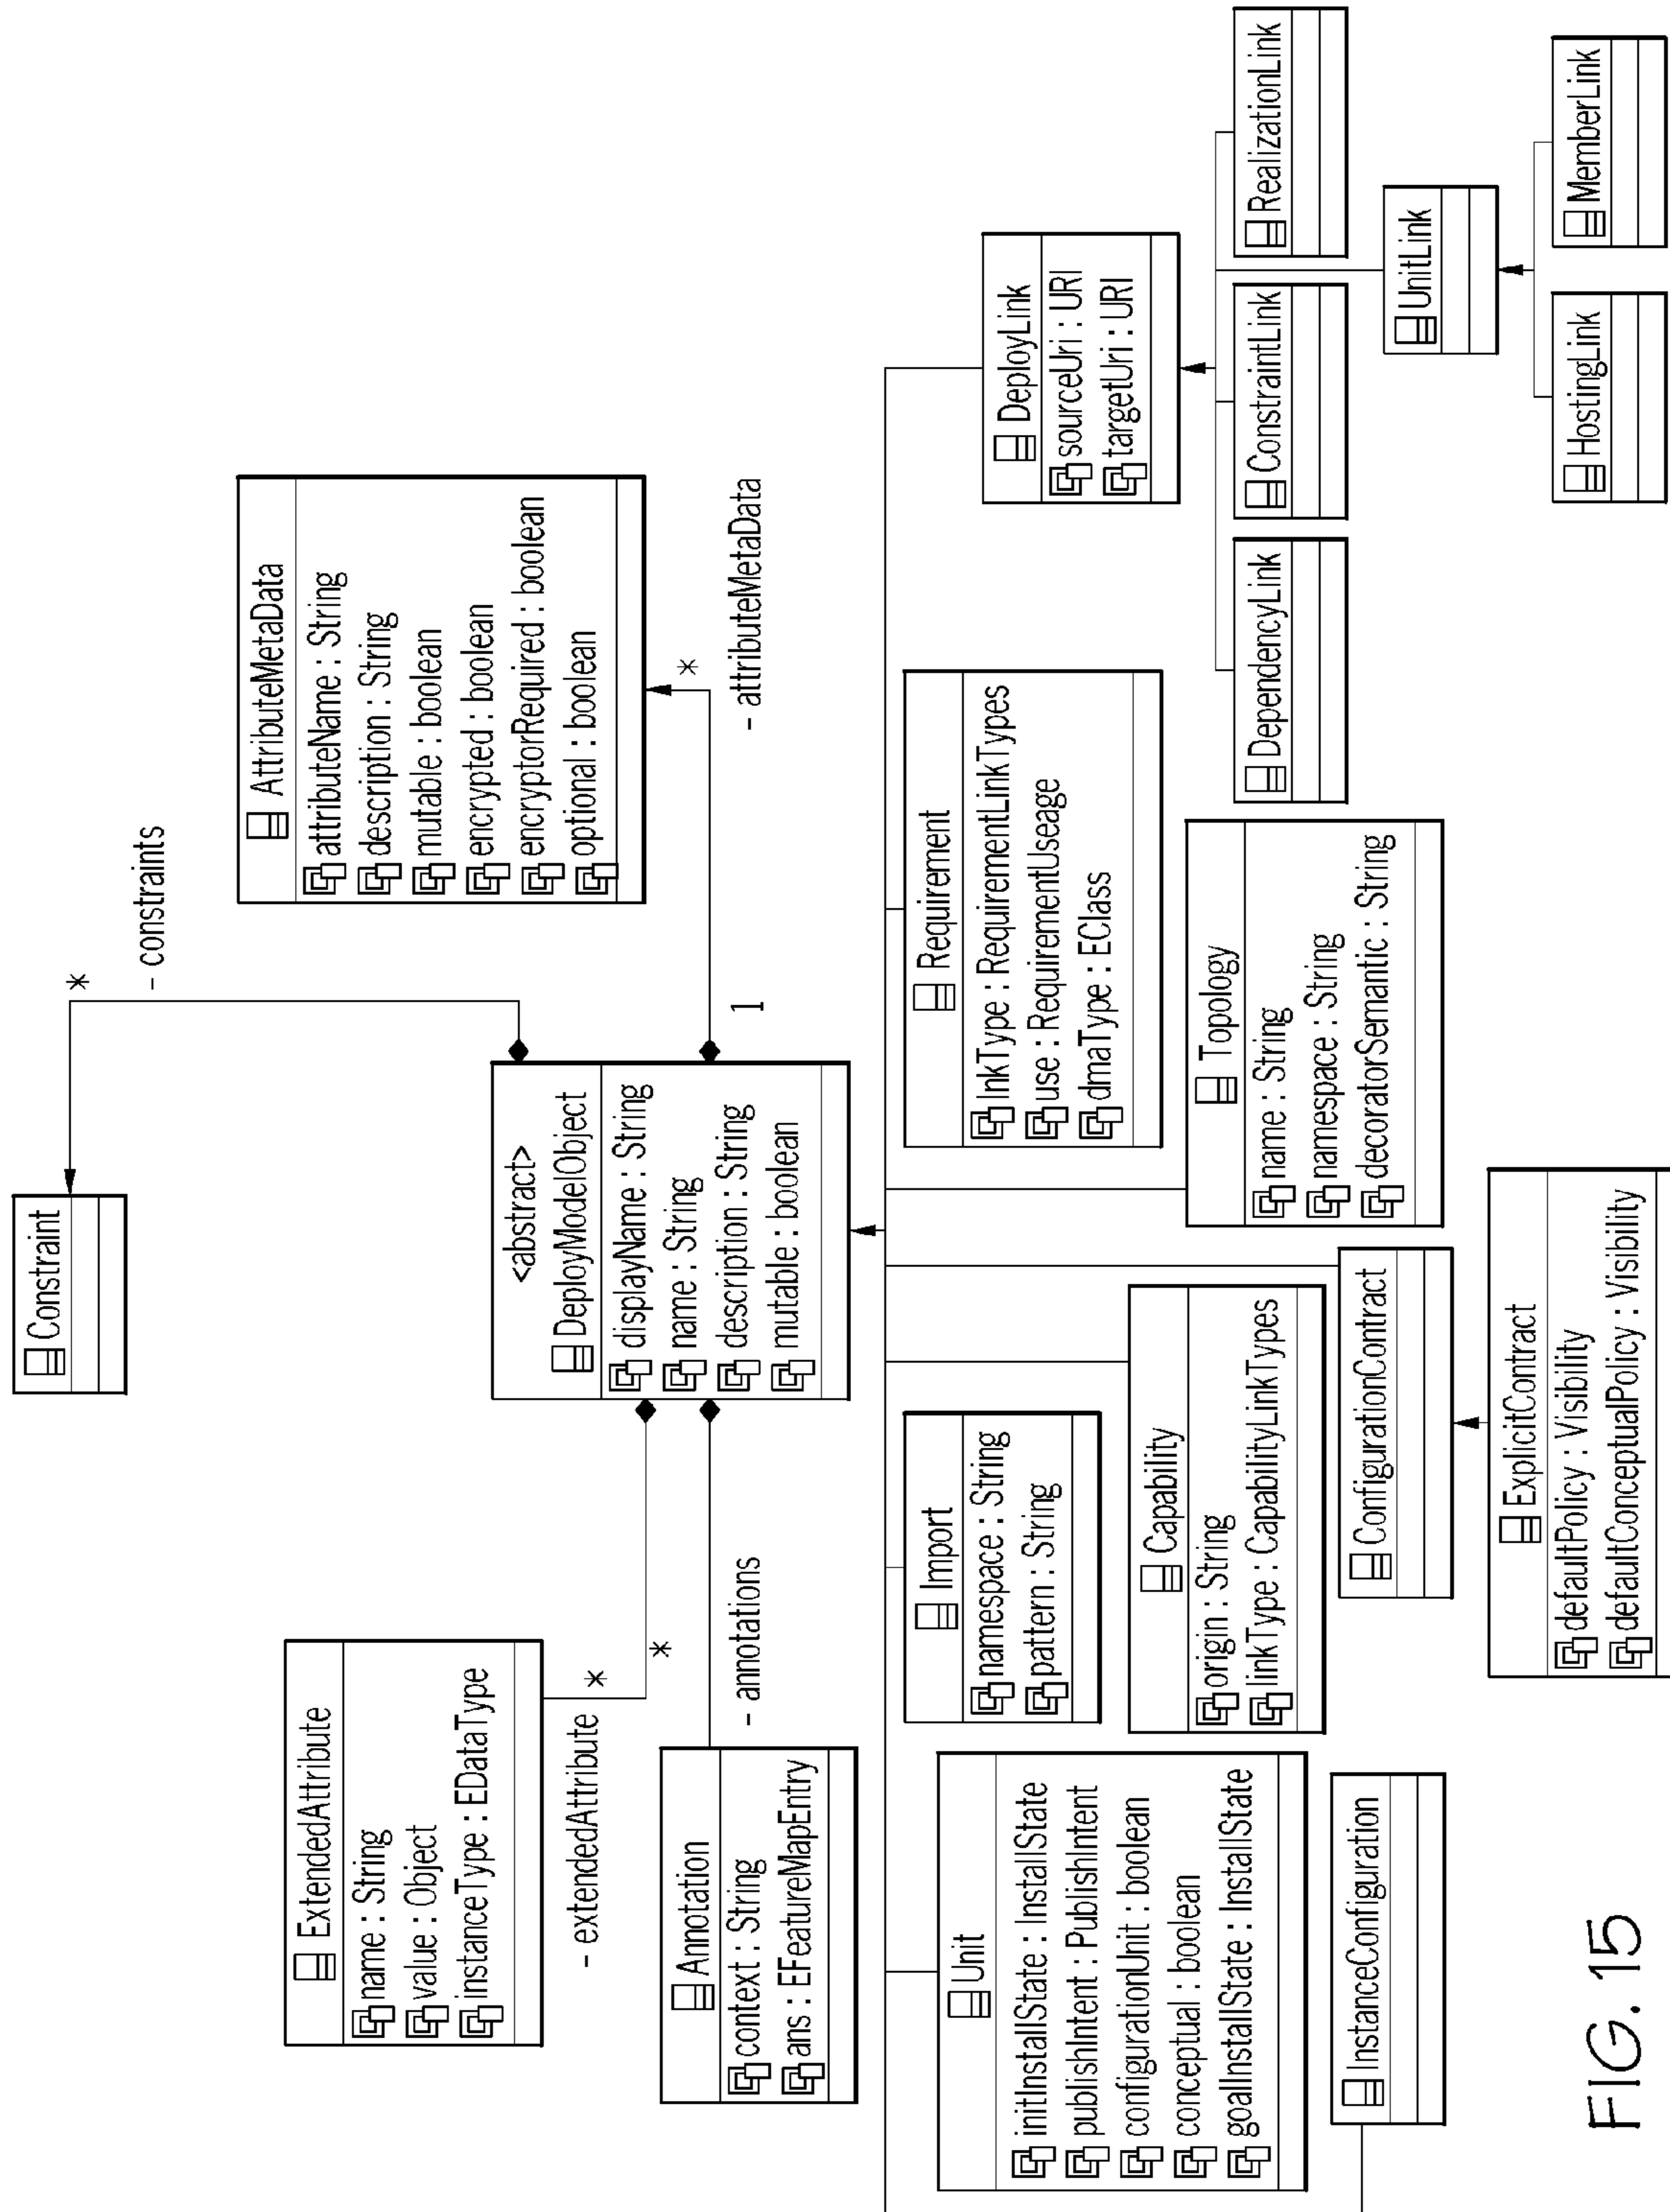 Constraint
*
- constraints
<abstract>
DeployModelObject
displayName : String
name : String
description : String
mutable : boolean
AttributeMetaData
attributeName : String
description : String
mutable : boolean
encrypted : boolean
encryptorRequired : boolean
optional : boolean
*
1
- attributeMetaData
ExtendedAttribute
name : String
value : Object
instanceType : EDataType
*
- extendedAttribute
*
Annotation
context : String
ans : EFeatureMapEntry
- annotations
Unit
initInstallState : InstallState
publishIntent : PublishIntent
configurationUnit : boolean
conceptual : boolean
goalInstallState : InstallState
Import
namespace : String
pattern : String
Requirement
lnkType : RequirementLinkTypes
use : RequirementUseage
dmaType : EClass
DeployLink
sourceUri : URI
targetUri : URI
Capability
origin : String
linkType : CapabilityLinkTypes
Topology
name : String
namespace : String
decoratorSemantic : String
DependencyLink
ConstraintLink
RealizationLink
InstanceConfiguration
ConfigurationContract
UnitLink
ExplicitContract
defaultPolicy : Visibility
defaultConceptualPolicy : Visibility
HostingLink
MemberLink
FIG. 15